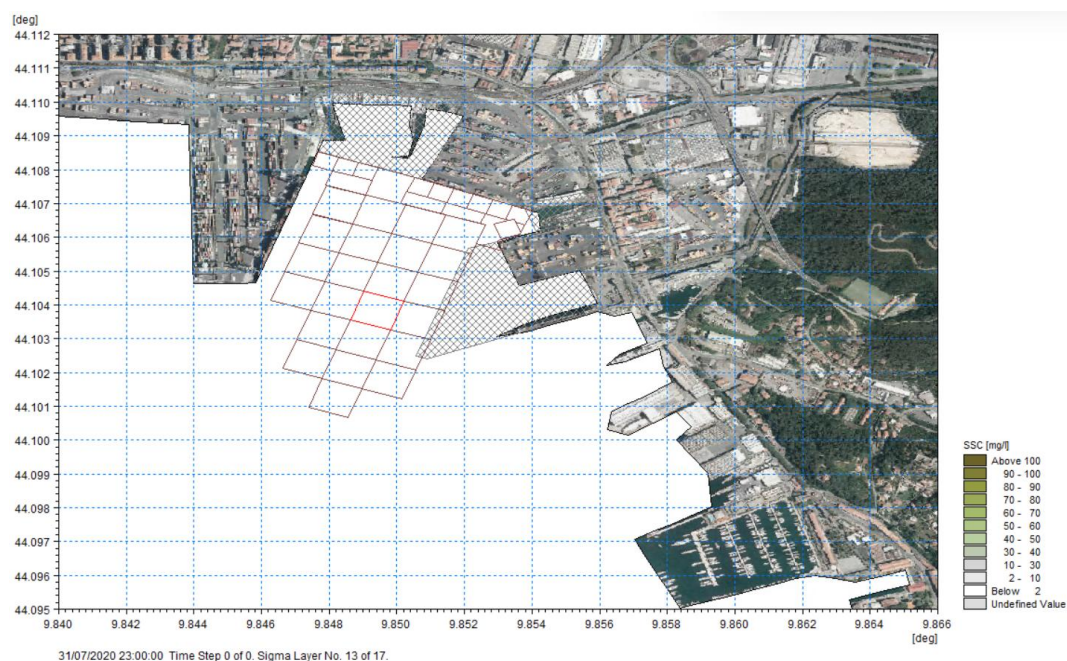 [deg]
44.112
44.111
44.110
44.109
44.108
44.107
44.106
44.105
44.104
44.103
44.102
44.101
44.100
44.099
44.098
44.097
44.096
44.095
9.840 9.842 9.844 9.846 9.848 9.850 9.852 9.854 9.856 9.858 9.860 9.862 9.864 9.866
[deg]
SSC [mg/l]
Above 100
90 - 100
80 - 90
70 - 80
60 - 70
50 - 60
40 - 50
30 - 40
10 - 30
2 - 10
Below 2
Undefined Value
31/07/2020 23:00:00 Time Step 0 of 0. Sigma Layer No. 13 of 17.